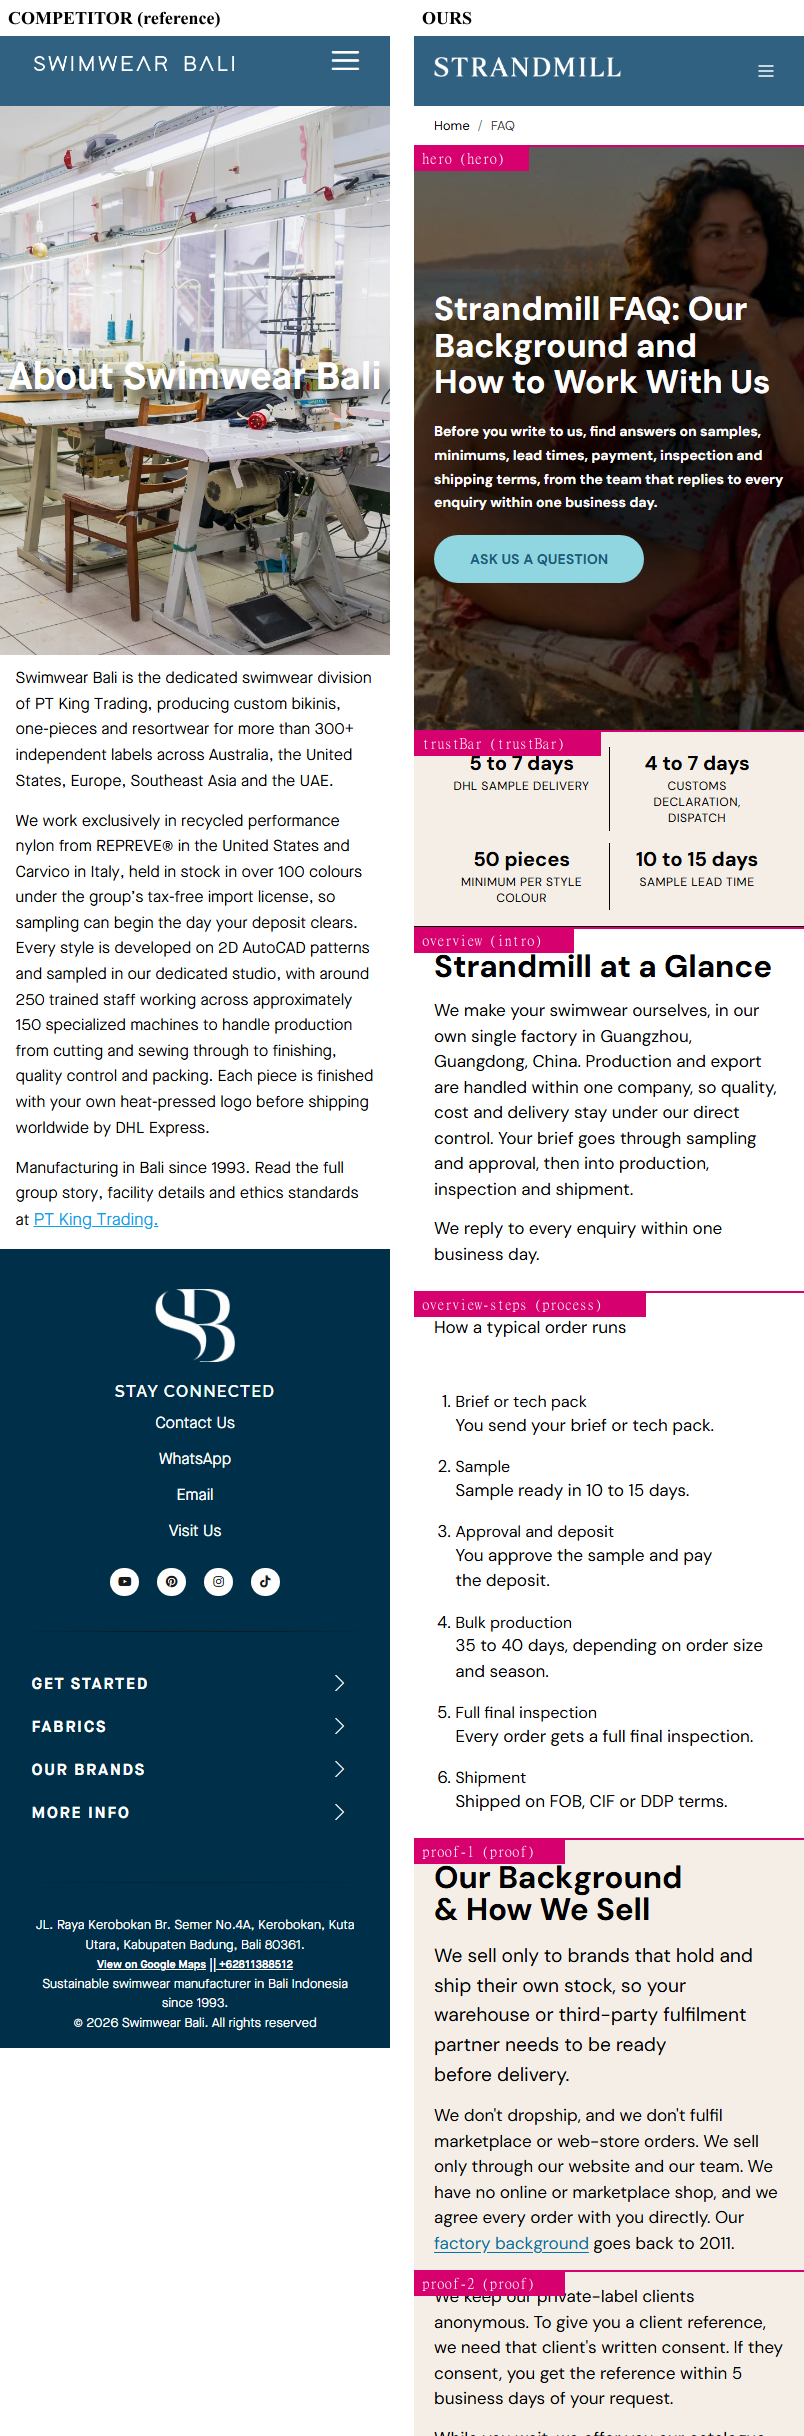 COMPETITOR (reference)
SWIMWEAR BALI
About Swimwear Bali
Swimwear Bali is the dedicated swimwear division
of PT King Trading, producing custom bikinis,
one-pieces and resortwear for more than 300+
independent labels across Australia, the United
States, Europe, Southeast Asia and the UAE.
We work exclusively in recycled performance
nylon from REPREVE® in the United States and
Carvico in Italy, held in stock in over 100 colours
under the group's tax-free import license, so
sampling can begin the day your deposit clears.
Every style is developed on 2D AutoCAD patterns
and sampled in our dedicated studio, with around
250 trained staff working across approximately
150 specialized machines to handle production
from cutting and sewing through to finishing,
quality control and packing. Each piece is finished
with your own heat-pressed logo before shipping
worldwide by DHL Express.
Manufacturing in Bali since 1993. Read the full
group story, facility details and ethics standards
at PT King Trading.
SB
STAY CONNECTED
Contact Us
WhatsApp
Email
Visit Us
GET STARTED
FABRICS
OUR BRANDS
MORE INFO
JL. Raya Kerobokan Br. Semer No.4A, Kerobokan, Kuta
Utara, Kabupaten Badung, Bali 80361.
View on Google Maps || +62811388512
Sustainable swimwear manufacturer in Bali Indonesia
since 1993.
© 2026 Swimwear Bali. All rights reserved
OURS
STRANDMILL
Home / FAQ
hero (hero)
Strandmill FAQ: Our
Background and
How to Work With Us
Before you write to us, find answers on samples,
minimums, lead times, payment, inspection and
shipping terms, from the team that replies to every
enquiry within one business day.
ASK US A QUESTION
trustBar (trustBar)
5 to 7 days
DHL SAMPLE DELIVERY
4 to 7 days
CUSTOMS
DECLARATION,
DISPATCH
50 pieces
MINIMUM PER STYLE
COLOUR
10 to 15 days
SAMPLE LEAD TIME
overview (intro)
Strandmill at a Glance
We make your swimwear ourselves, in our
own single factory in Guangzhou,
Guangdong, China. Production and export
are handled within one company, so quality,
cost and delivery stay under our direct
control. Your brief goes through sampling
and approval, then into production,
inspection and shipment.
We reply to every enquiry within one
business day.
overview-steps (process)
How a typical order runs
1. Brief or tech pack
You send your brief or tech pack.
2. Sample
Sample ready in 10 to 15 days.
3. Approval and deposit
You approve the sample and pay
the deposit.
4. Bulk production
35 to 40 days, depending on order size
and season.
5. Full final inspection
Every order gets a full final inspection.
6. Shipment
Shipped on FOB, CIF or DDP terms.
proof-1 (proof)
Our Background
& How We Sell
We sell only to brands that hold and
ship their own stock, so your
warehouse or third-party fulfilment
partner needs to be ready
before delivery.
We don't dropship, and we don't fulfil
marketplace or web-store orders. We sell
only through our website and our team. We
have no online or marketplace shop, and we
agree every order with you directly. Our
factory background goes back to 2011.
proof-2 (proof)
We keep our private-label clients
anonymous. To give you a client reference,
we need that client's written consent. If they
consent, you get the reference within 5
business days of your request.